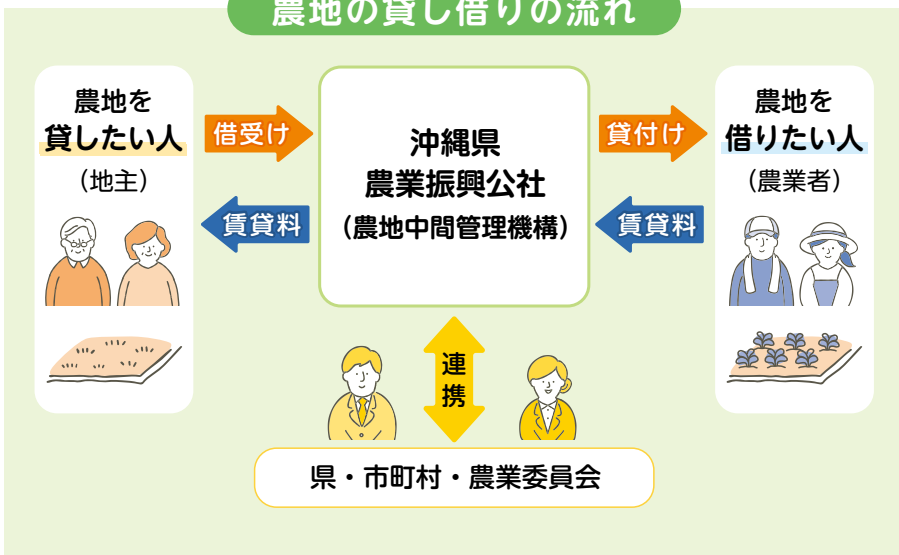 農地の貸し借りの流れ
農地を
貸したい人
（地主）
借受け
賃貸料
沖縄県
農業振興公社
（農地中間管理機構）
貸付け
賃貸料
農地を
借りたい人
（農業者）
連
携
県・市町村・農業委員会